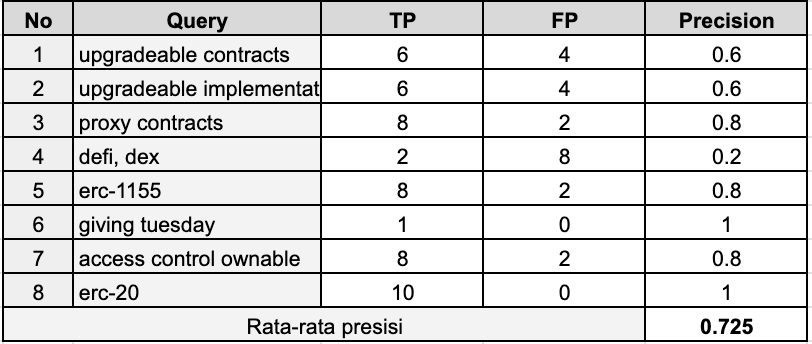 No Query TP FP Precision
1 upgradeable contracts 6 4 0.6
2 upgradeable implementat 6 4 0.6
3 proxy contracts 8 2 0.8
4 defi, dex 2 8 0.2
5 erc-1155 8 2 0.8
6 giving tuesday 1 0 1
7 access control ownable 8 2 0.8
8 erc-20 10 0 1
Rata-rata presisi 0.725